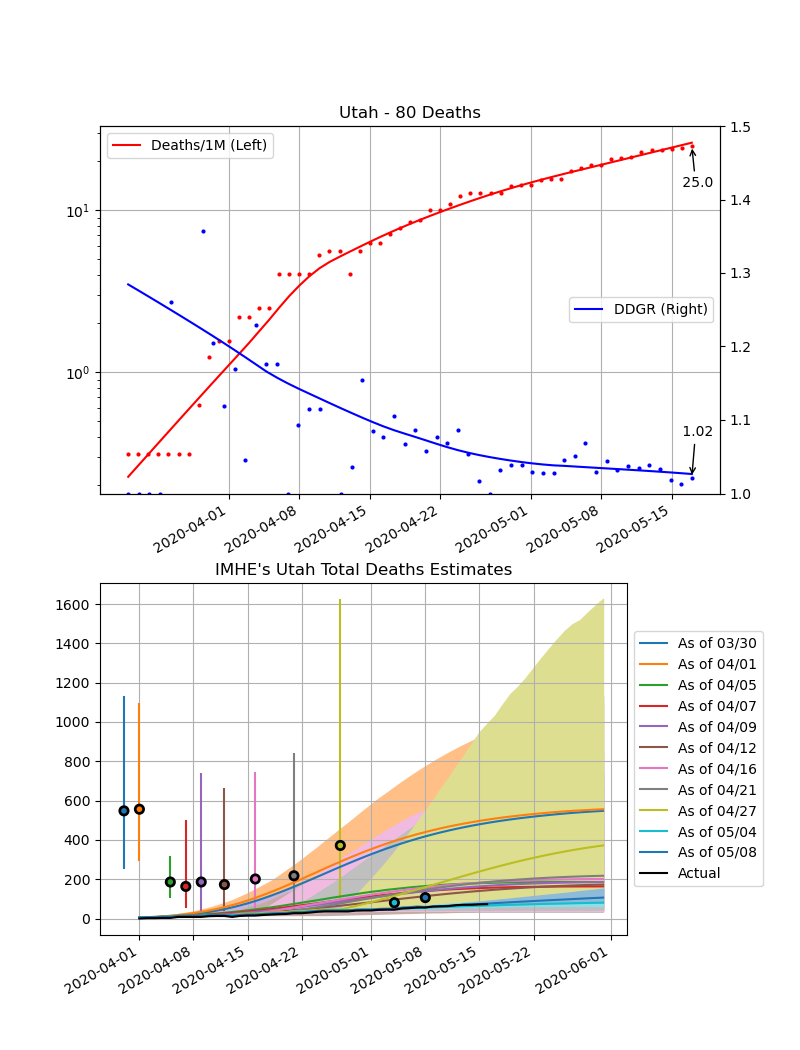 Utah - 80 Deaths
Deaths/1M (Left)
DDGR (Right)
25.0
1.02
10¹
10⁰
1.5
1.4
1.3
1.2
1.1
1.0
2020-04-01
2020-04-08
2020-04-15
2020-04-22
2020-05-01
2020-05-08
2020-05-15
IMHE's Utah Total Deaths Estimates
1600
1400
1200
1000
800
600
400
200
0
2020-04-01
2020-04-08
2020-04-15
2020-04-22
2020-05-01
2020-05-08
2020-05-15
2020-05-22
2020-06-01
As of 03/30
As of 04/01
As of 04/05
As of 04/07
As of 04/09
As of 04/12
As of 04/16
As of 04/21
As of 04/27
As of 05/04
As of 05/08
Actual